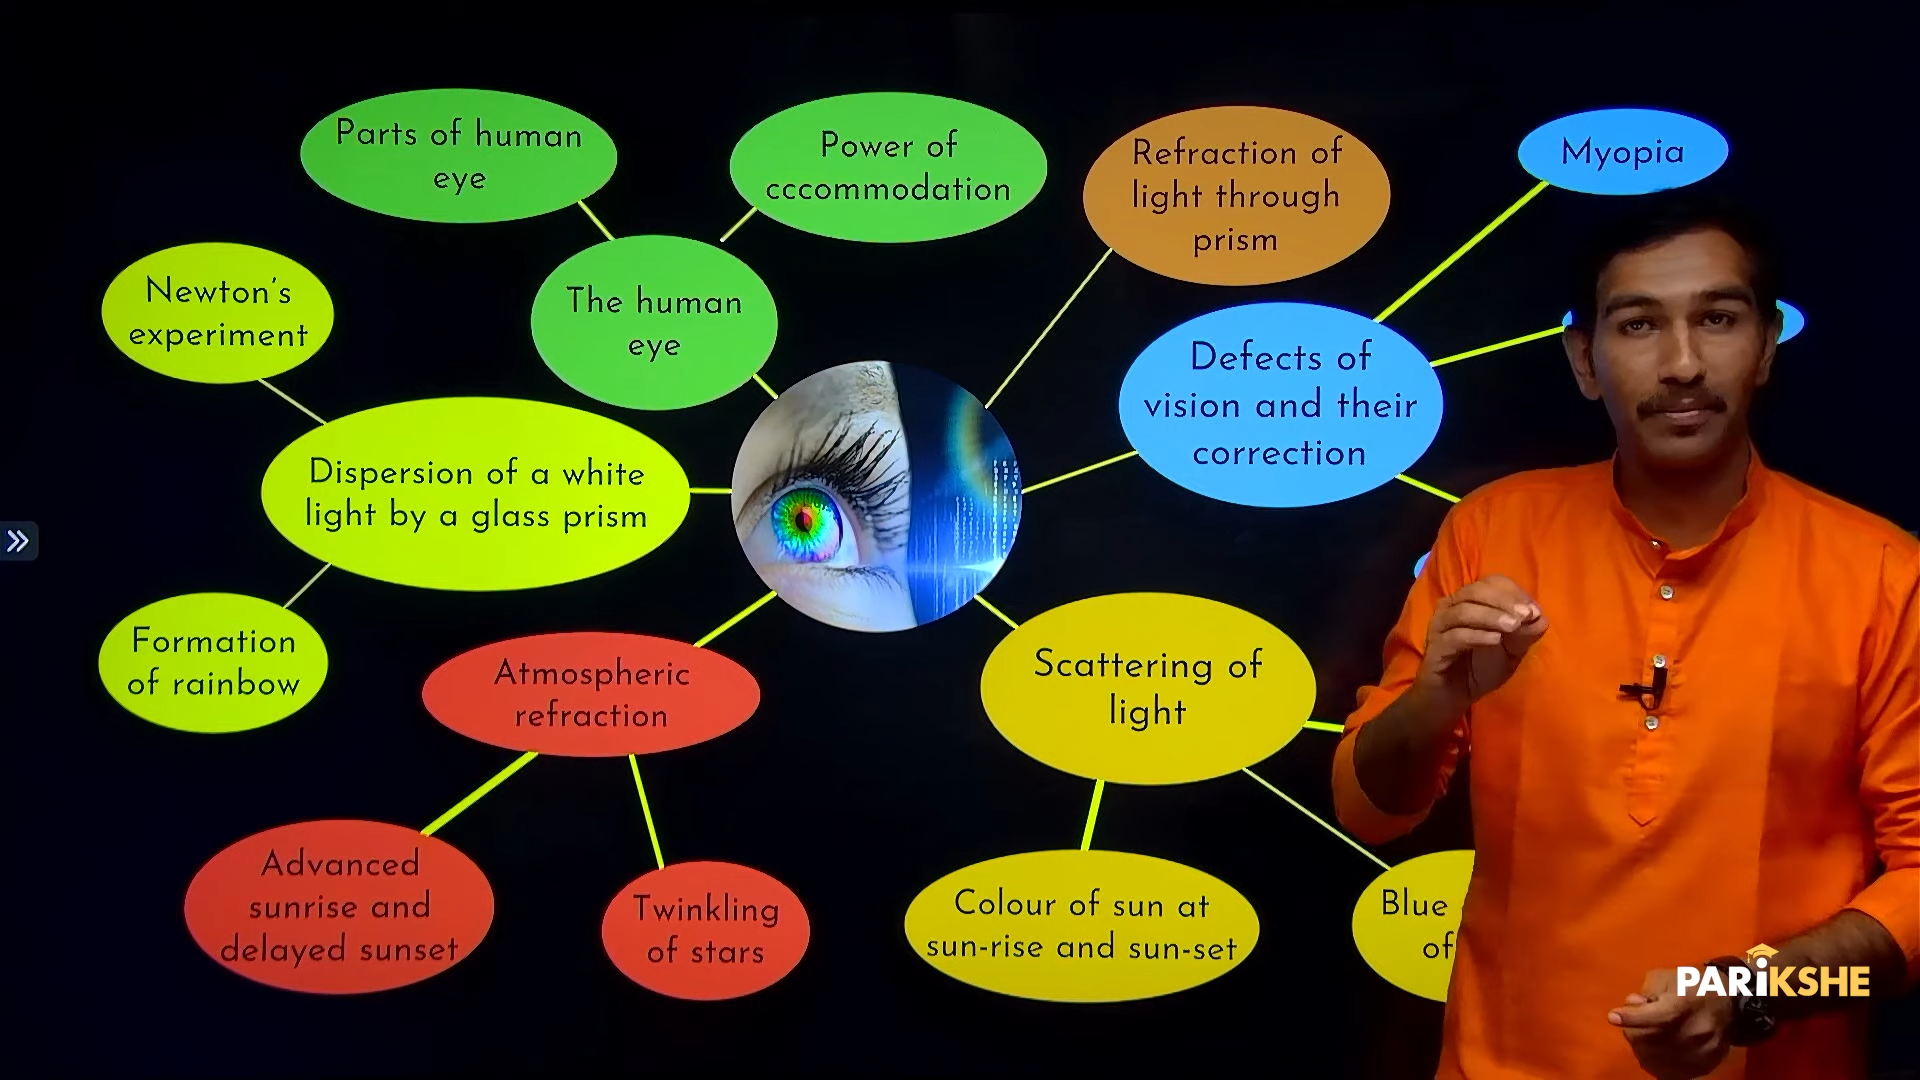 Parts of human
eye
Power of
cccommodation
Refraction of
light through
prism
Myopia
Newton's
experiment
The human
eye
Defects of
vision and their
correction
Dispersion of a white
light by a glass prism
Formation
of rainbow
Atmospheric
refraction
Scattering of
light
Advanced
sunrise and
delayed sunset
Twinkling
of stars
Colour of sun at
sun-rise and sun-set
Blue
of
PARiKSHE